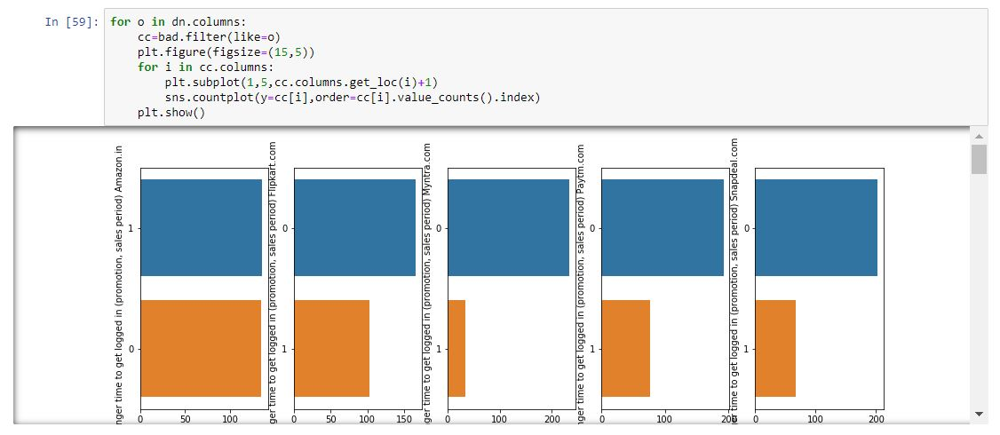 In [59]:
for o in dn.columns:
    cc=bad.filter(like=o)
    plt.figure(figsize=(15,5))
    for i in cc.columns:
        plt.subplot(1,5,cc.columns.get_loc(i)+1)
        sns.countplot(y=cc[i],order=cc[i].value_counts().index)
    plt.show()
time to get logged in (promotion, sales period) Amazon.in
1
0
0 50 100
time to get logged in (promotion, sales period) Flipkart.com
0
1
0 50 100 150
time to get logged in (promotion, sales period) Myntra.com
0
1
0 100 200
time to get logged in (promotion, sales period) Paytm.com
0
1
0 100 200
time to get logged in (promotion, sales period) Snapdeal.com
0
1
0 100 200